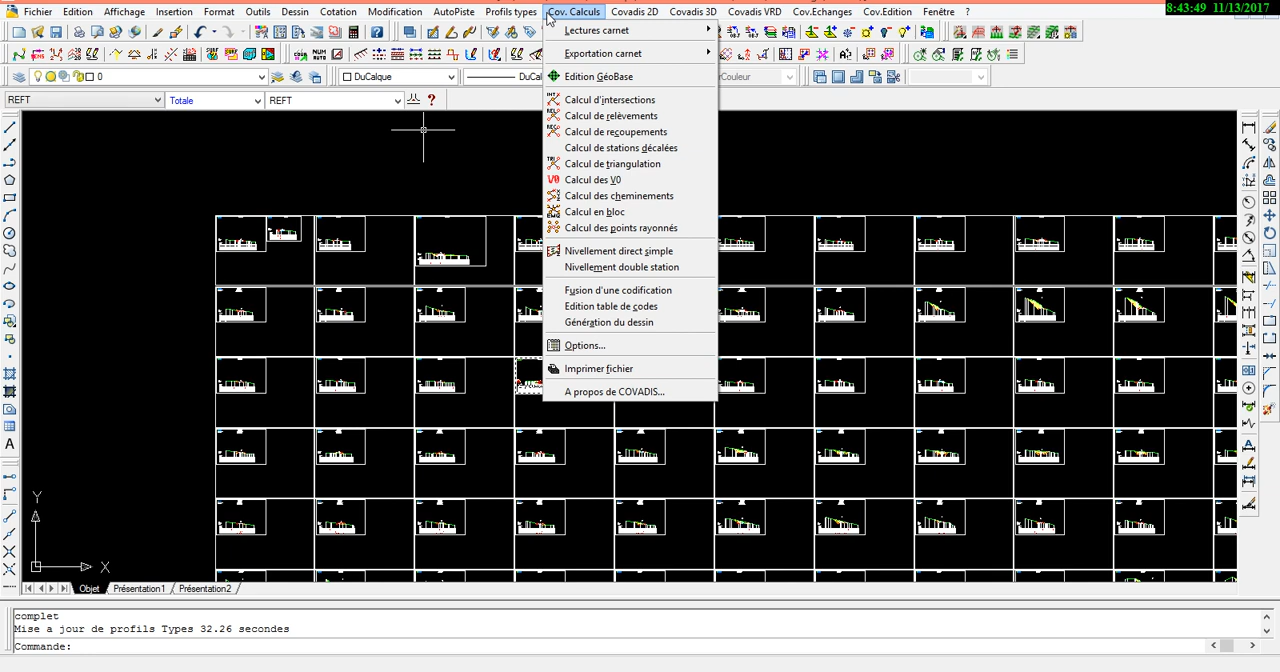 Fichier Edition Affichage Insertion Format Outils Dessin Cotation Modification AutoPiste Profils types Cov. Calculs Covadis 2D Covadis 3D Covadis VRD Cov.Echanges Cov.Edition Fenêtre ?
8:43:49 11/13/2017
0
DuCalque
DuCal
Couleur
REFT
Totale
REFT
Lectures carnet
Exportation carnet
Edition GéoBase
Calcul d'intersections
Calcul de relèvements
Calcul de recoupements
Calcul de stations décalées
Calcul de triangulation
V0 Calcul des V0
Calcul des cheminements
Calcul en bloc
Calcul des points rayonnés
Nivellement direct simple
Nivellement double station
Fusion d'une codification
Edition table de codes
Génération du dessin
Options...
Imprimer fichier
A propos de COVADIS...
A
Y
X
Objet Présentation1 Présentation2
complet
Mise a jour de profils Types 32.26 secondes
Commande: